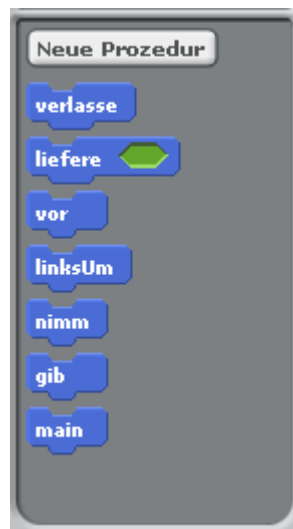 Neue Prozedur
verlasse
liefere
vor
linksUm
nimm
gib
main